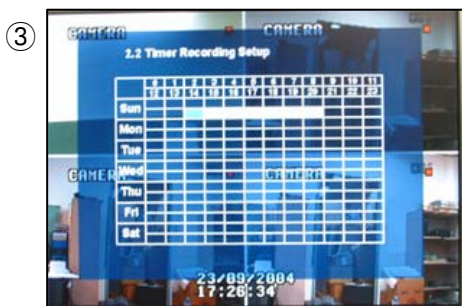 ③
CAMERA CAMERA
2.2 Timer Recording Setup
0 1 2 3 4 5 6 7 8 9 10 11
12 13 14 15 16 17 18 19 20 21 22 23
Sun
Mon
Tue
CAMERA Wed
Thu
Fri
Sat
23/09/2004
17:26:34